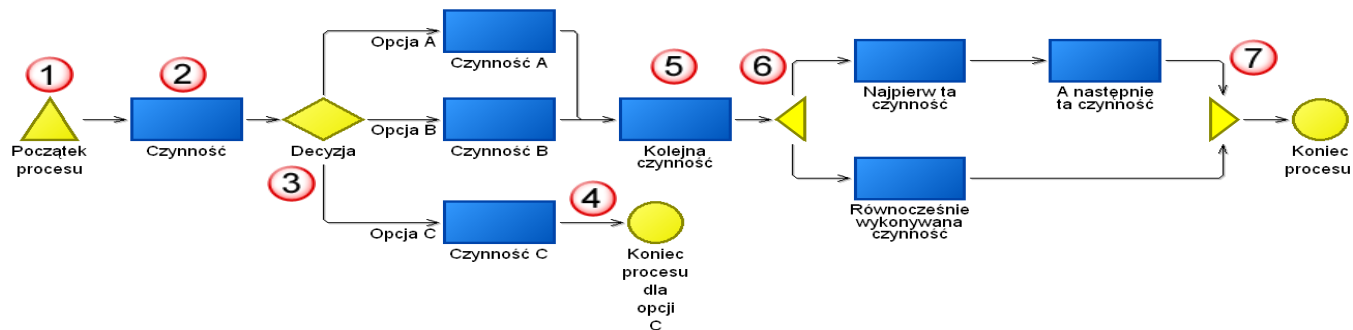 1
Początek
procesu
2
Czynność
Decyzja
3
Opcja A
Czynność A
Opcja B
Czynność B
Opcja C
Czynność C
4
Koniec
procesu
dla
opcji
C
5
Kolejna
czynność
6
Najpierw ta
czynność
A następnie
ta czynność
Równocześnie
wykonywana
czynność
7
Koniec
procesu